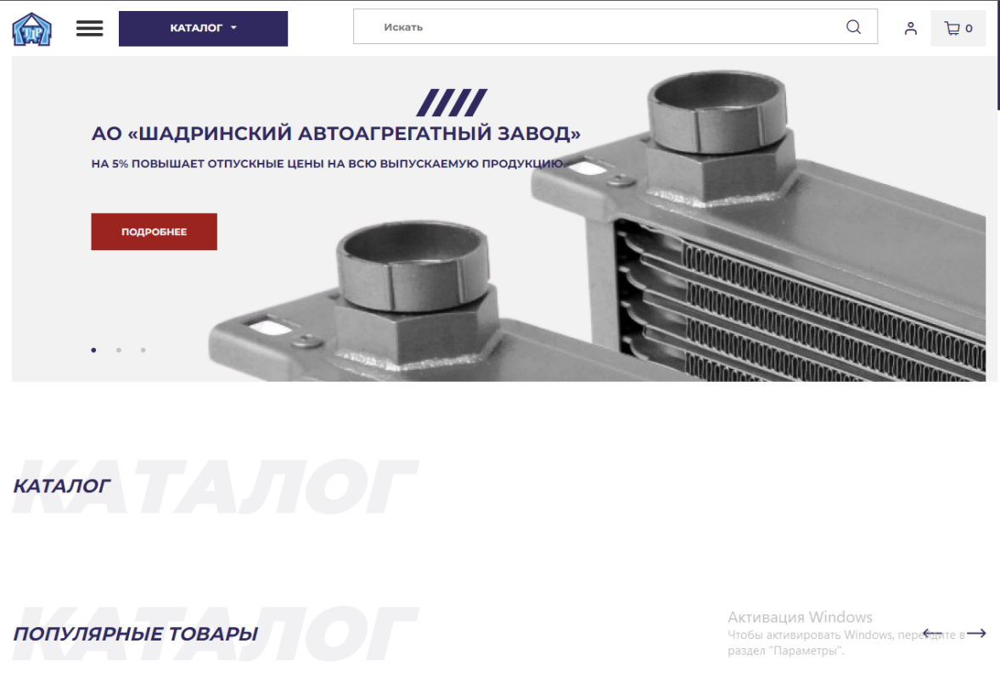 ТДР
КАТАЛОГ
Искать
0
АО «ШАДРИНСКИЙ АВТОАГРЕГАТНЫЙ ЗАВОД»
НА 5% ПОВЫШАЕТ ОТПУСКНЫЕ ЦЕНЫ НА ВСЮ ВЫПУСКАЕМУЮ ПРОДУКЦИЮ.
ПОДРОБНЕЕ
КАТАЛОГ
КАТАЛОГ
КАТАЛОГ
ПОПУЛЯРНЫЕ ТОВАРЫ
Активация Windows
Чтобы активировать Windows, перейдите в
раздел "Параметры".